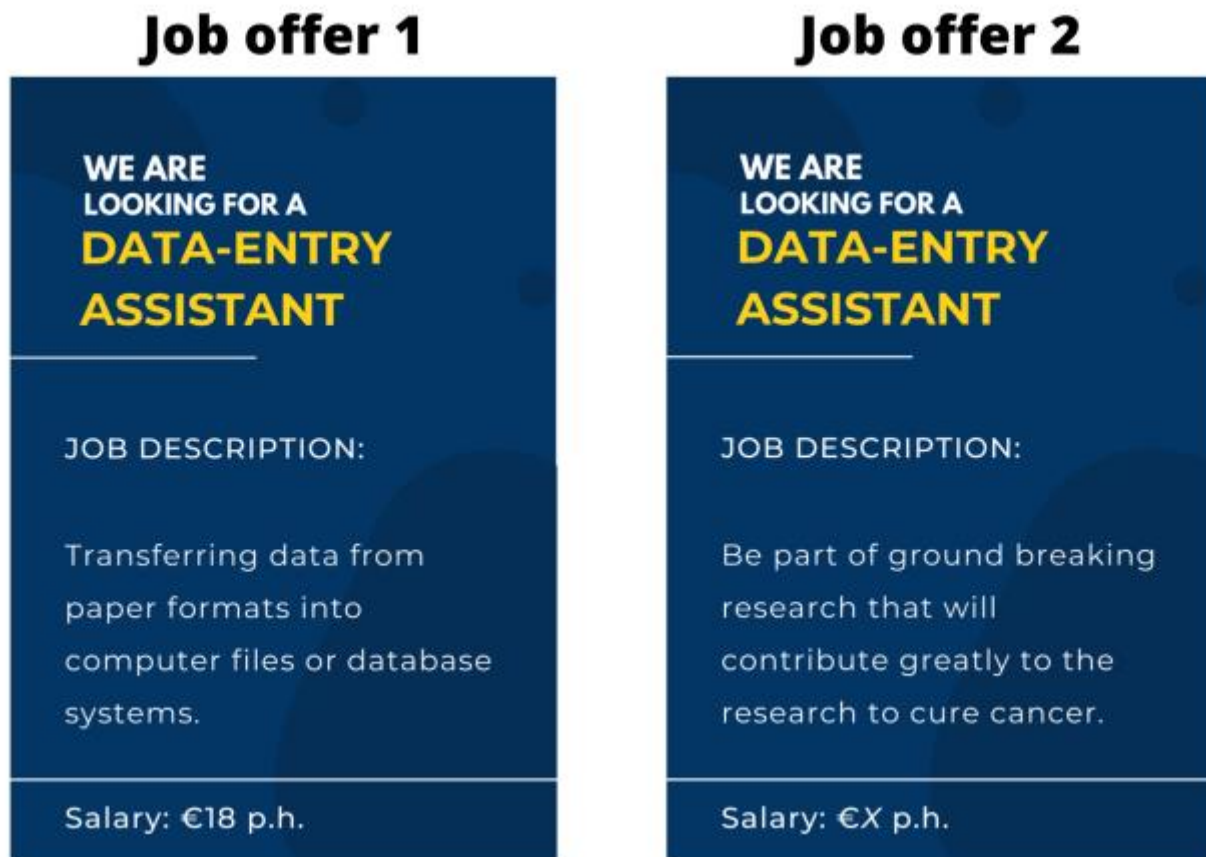 Job offer 1
WE ARE
LOOKING FOR A
DATA-ENTRY
ASSISTANT
JOB DESCRIPTION:
Transferring data from
paper formats into
computer files or database
systems.
Salary: €18 p.h.
Job offer 2
WE ARE
LOOKING FOR A
DATA-ENTRY
ASSISTANT
JOB DESCRIPTION:
Be part of ground breaking
research that will
contribute greatly to the
research to cure cancer.
Salary: €X p.h.